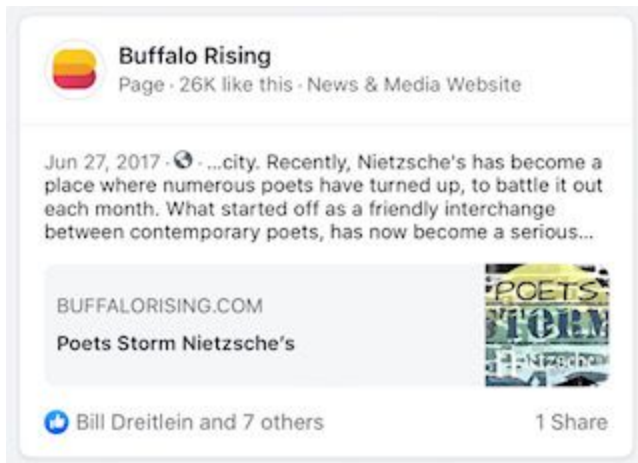 Buffalo Rising
Page · 26K like this · News & Media Website
Jun 27, 2017 · · ...city. Recently, Nietzsche's has become a
place where numerous poets have turned up, to battle it out
each month. What started off as a friendly interchange
between contemporary poets, has now become a serious...
BUFFALORISING.COM
Poets Storm Nietzsche's
POETS
STORM
Nietzsche
Bill Dreitlein and 7 others
1 Share